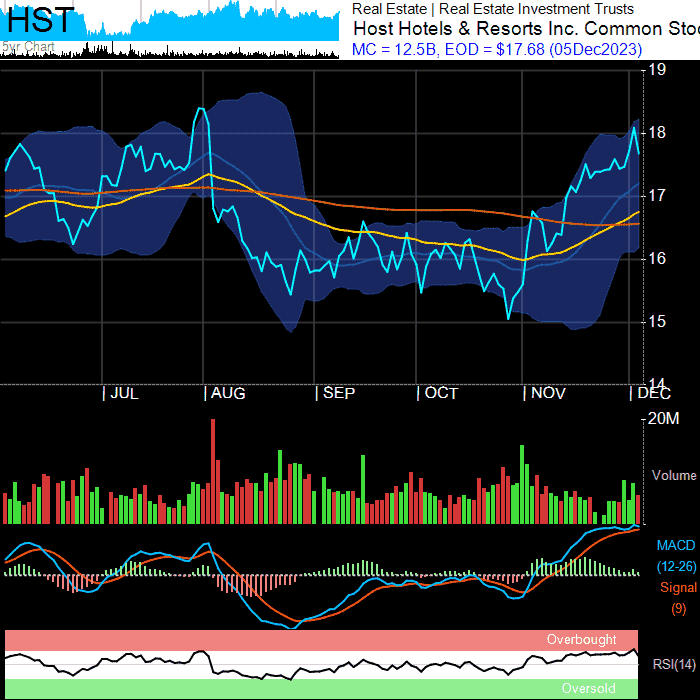 HST
5yr Chart
Real Estate | Real Estate Investment Trusts
Host Hotels & Resorts Inc. Common Stoc
MC = 12.5B, EOD = $17.68 (05Dec2023)
19
18
17
16
15
14
| JUL | AUG | SEP | OCT | NOV | DEC
20M
Volume
MACD
(12-26)
Signal
(9)
Overbought
RSI(14)
Oversold